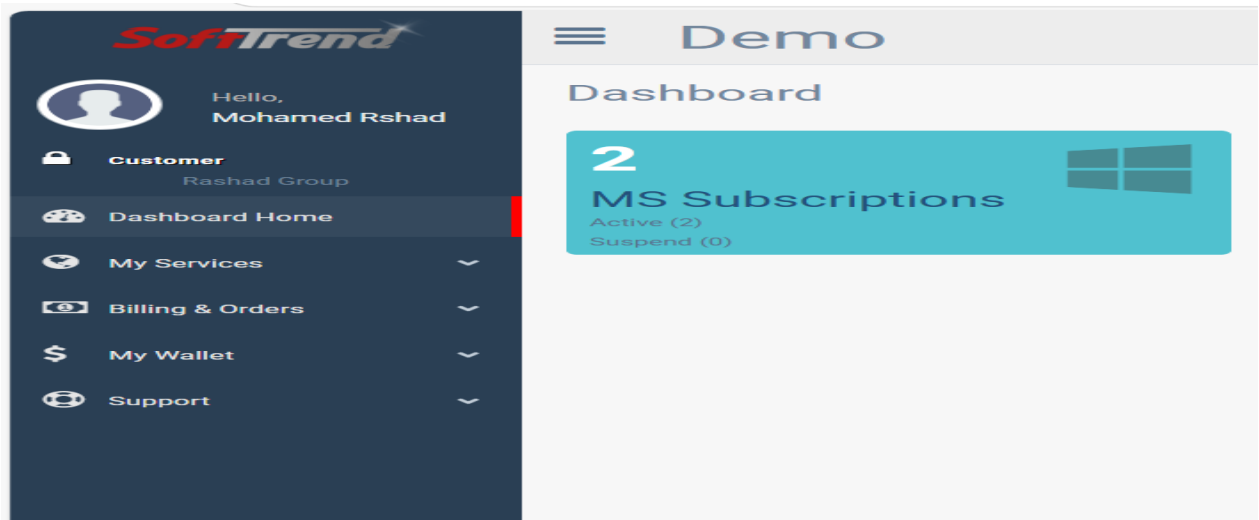 SoftTrend
Hello,
Mohamed Rshad
Customer
Rashad Group
Dashboard Home
My Services
Billing & Orders
$ My Wallet
Support
Demo
Dashboard
2
MS Subscriptions
Active (2)
Suspend (0)